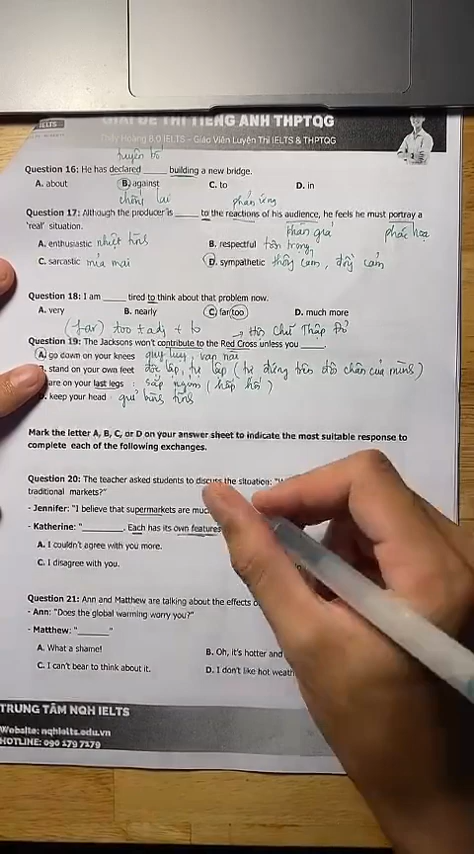 IELTS
GIẢI ĐỀ THI TIẾNG ANH THPTQG
Hoàng 8.0 IELTS - Giáo Viên Luyện Thi IELTS & THPTQG
tuyên bố
Question 16: He has declared ______ building a new bridge.
A. about B. against C. to D. in
chống lại
phản ứng
Question 17: Although the producer is ______ to the reactions of his audience, he feels he must portray a
khán giả phác họa
'real' situation.
A. enthusiastic nhiệt tình B. respectful tôn trọng
C. sarcastic mỉa mai D. sympathetic thông cảm, đồng cảm
Question 18: I am ______ tired to think about that problem now.
A. very B. nearly C. far too D. much more
(far) too + adj + to
→ Hội Chữ Thập Đỏ
Question 19: The Jacksons won't contribute to the Red Cross unless you ______.
A. go down on your knees quỳ lụy, van nài
stand on your own feet độc lập, tự lập (tự đứng trên đôi chân của mình)
are on your last legs : sắp ngỏm (hấp hối)
keep your head : giữ bình tĩnh
Mark the letter A, B, C, or D on your answer sheet to indicate the most suitable response to
complete each of the following exchanges.
Question 20: The teacher asked students to discuss the situation:
traditional markets?"
- Jennifer: "I believe that supermarkets are
- Katherine: "______. Each has its own features
A. I couldn't agree with you more.
C. I disagree with you.
Question 21: Ann and Matthew are talking about the effects
- Ann: "Does the global warming worry you?"
- Matthew: "______"
A. What a shame! B. Oh, it's hotter and
C. I can't bear to think about it. D. I don't like hot
TRUNG TÂM NQH IELTS
Website: nqhielts.edu.vn
HOTLINE: 090 179 7179